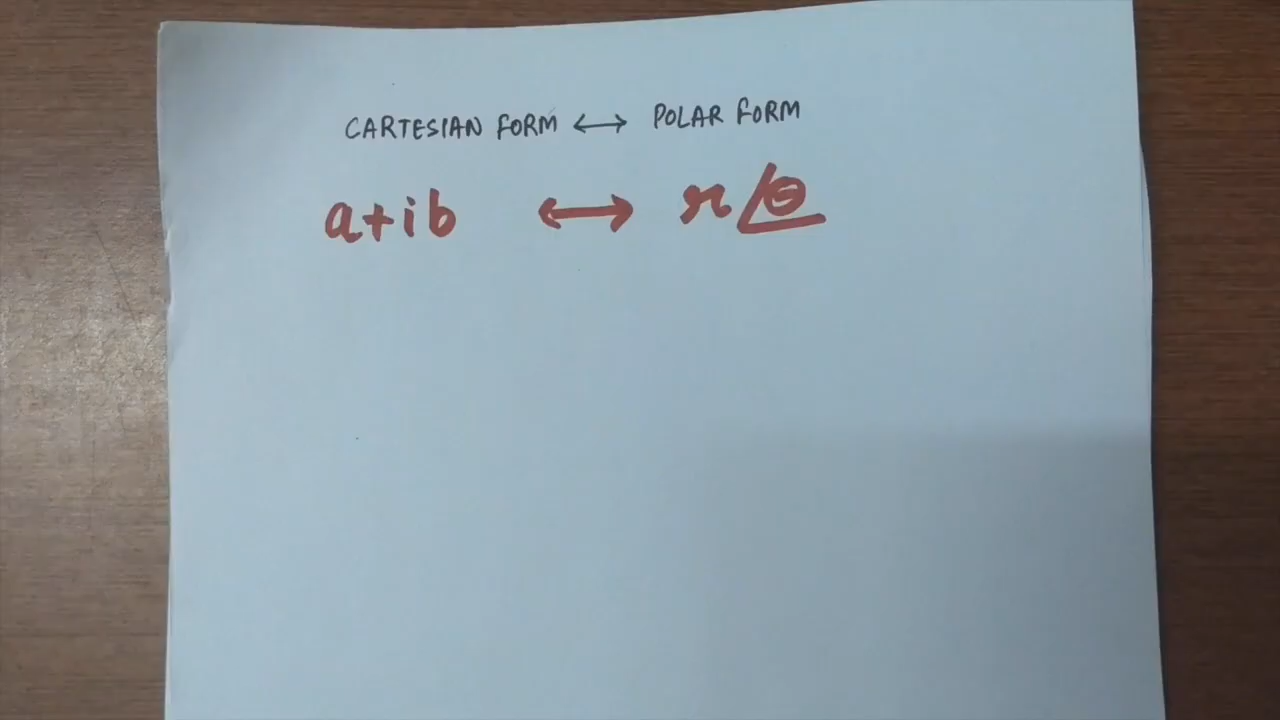 CARTESIAN FORM ↔ POLAR FORM
a+ib ↔ r∠θ